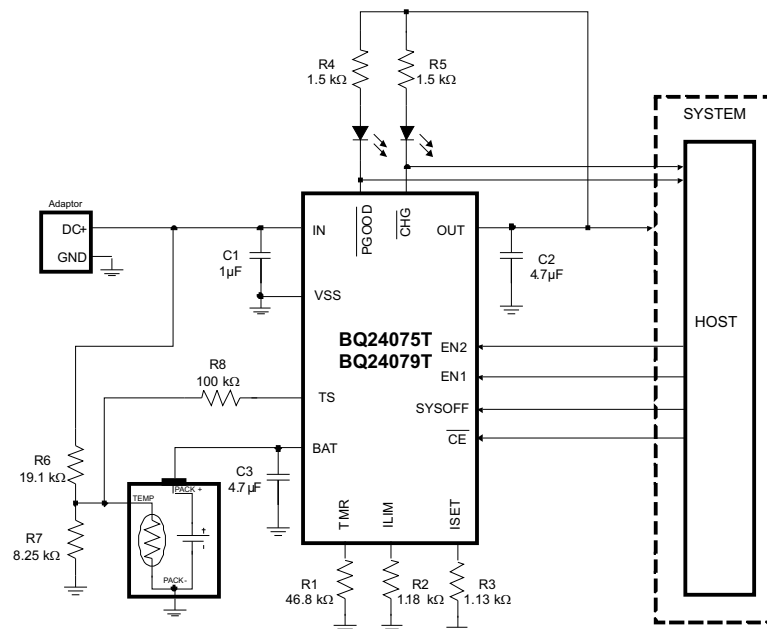 R4
1.5 kΩ
R5
1.5 kΩ
SYSTEM
Adaptor
DC+
GND
IN
PGOOD
CHG
OUT
C1
1µF
C2
4.7µF
VSS
HOST
BQ24075T
BQ24079T
EN2
EN1
R8
100 kΩ
TS
SYSOFF
CE
BAT
R6
19.1 kΩ
C3
4.7µF
PACK +
TEMP
+
-
R7
8.25 kΩ
PACK-
TMR
ILIM
ISET
R1
46.8 kΩ
R2
1.18 kΩ
R3
1.13 kΩ